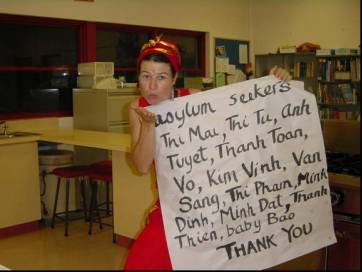 asylum seekers
Thi Mai, Thi Tu, Anh
Tuyet, Thanh Toan,
Vo, Kim Vinh, Van
Sang, Thi Pham, Minh
Dinh, Minh Dat, Thanh
Thien, baby Bao
THANK YOU